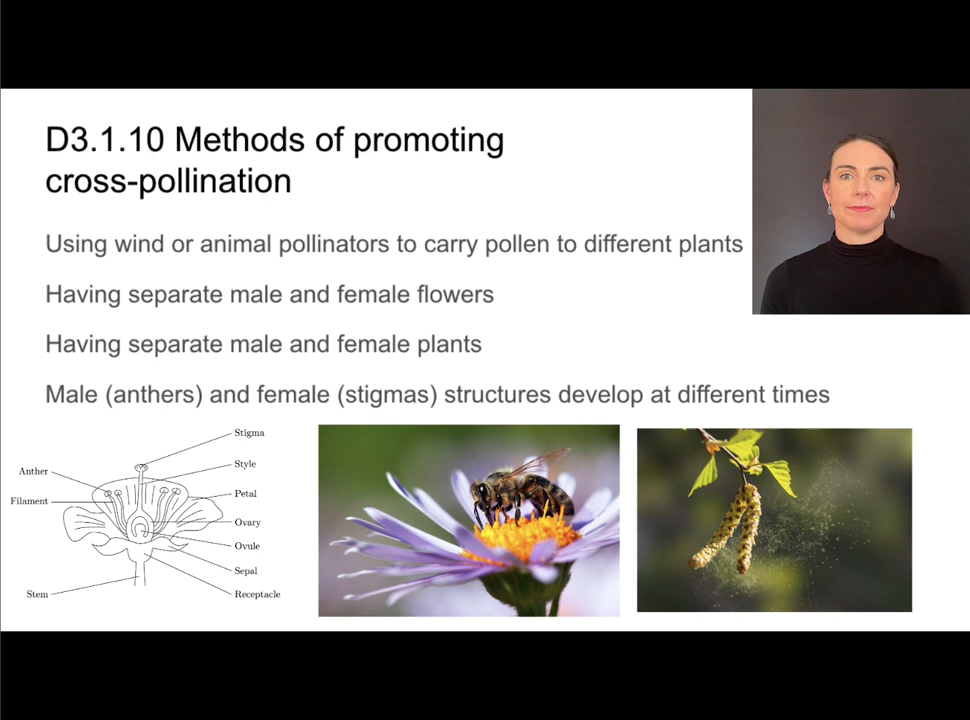 D3.1.10 Methods of promoting
cross-pollination
Using wind or animal pollinators to carry pollen to different plants
Having separate male and female flowers
Having separate male and female plants
Male (anthers) and female (stigmas) structures develop at different times
Stigma
Anther
Style
Filament
Petal
Ovary
Ovule
Sepal
Stem
Receptacle